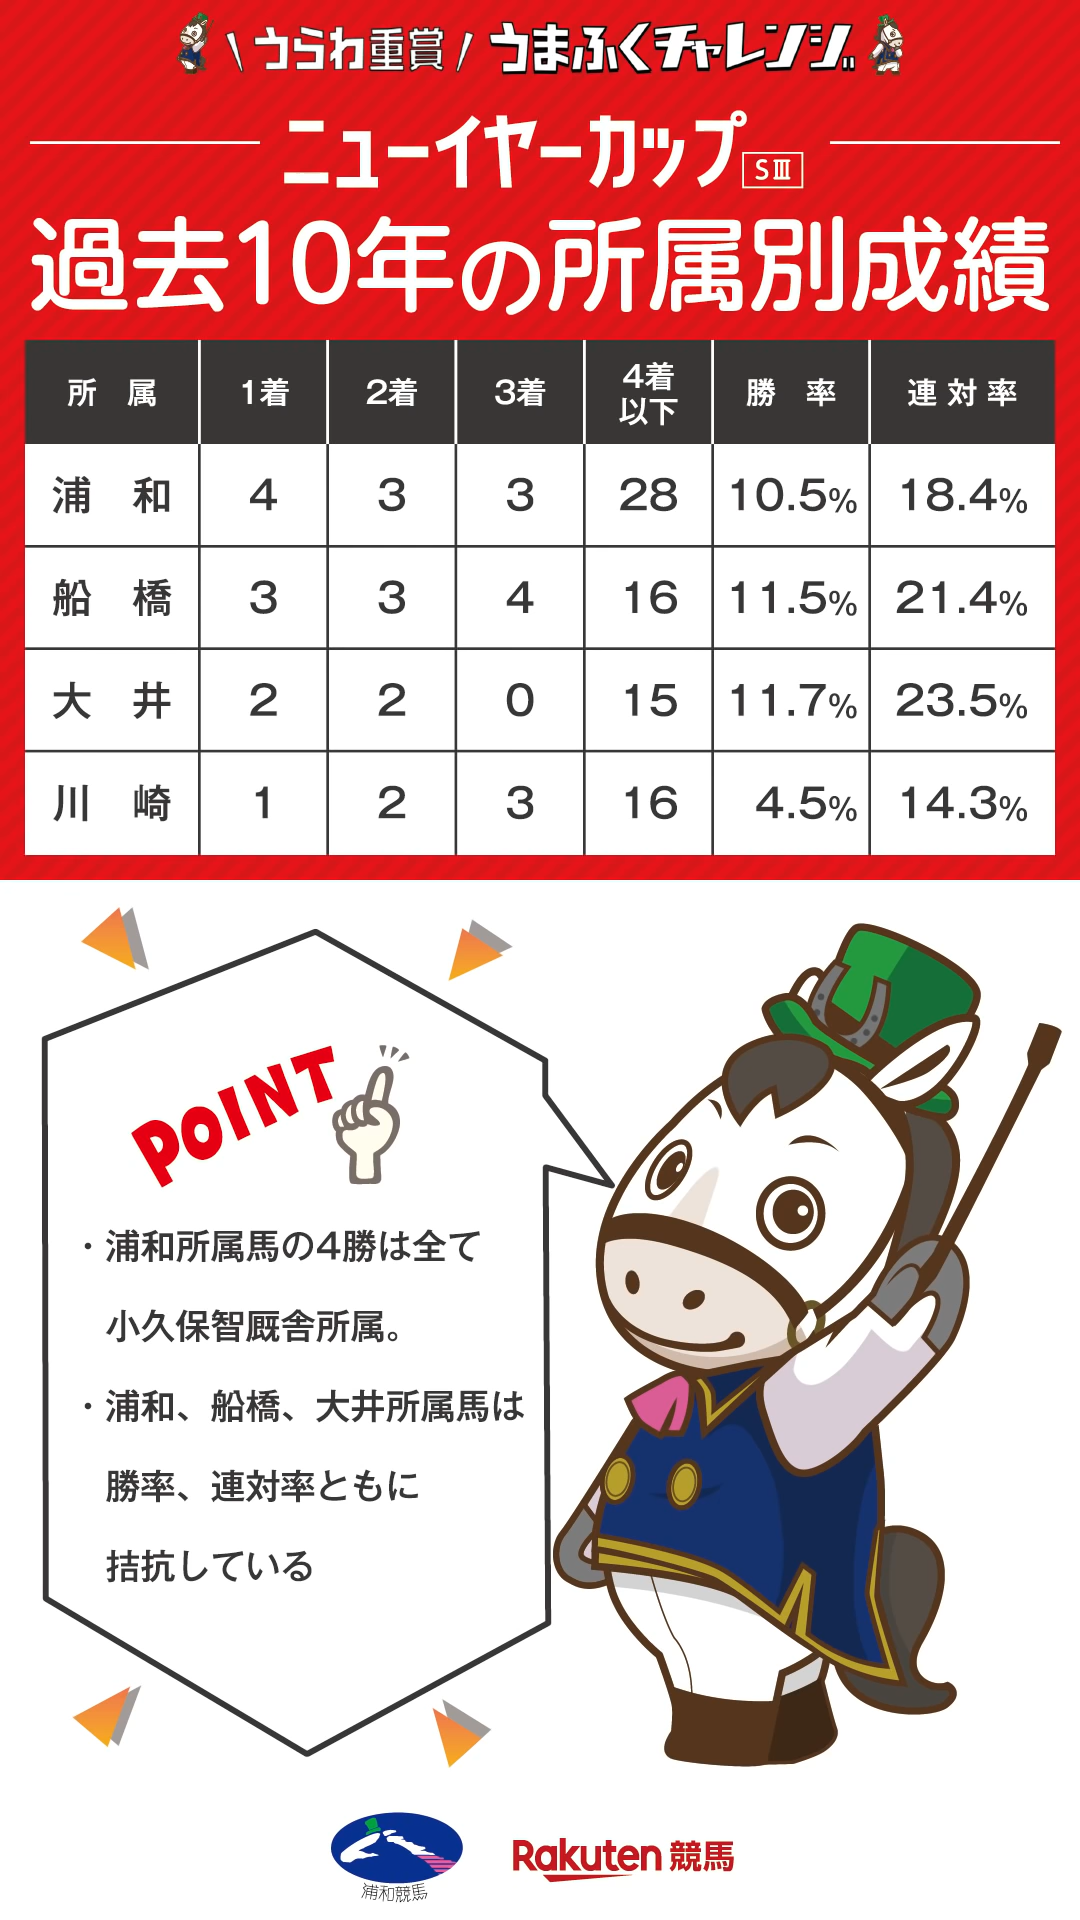 \うらわ重賞/ うまふくチャレンジ!!
ニューイヤーカップ SⅢ
過去10年の所属別成績
所属 1着 2着 3着 4着以下 勝率 連対率
浦和 4 3 3 28 10.5% 18.4%
船橋 3 3 4 16 11.5% 21.4%
大井 2 2 0 15 11.7% 23.5%
川崎 1 2 3 16 4.5% 14.3%
POINT
・浦和所属馬の4勝は全て
小久保智厩舎所属。
・浦和、船橋、大井所属馬は
勝率、連対率ともに
拮抗している
浦和競馬
Rakuten 競馬